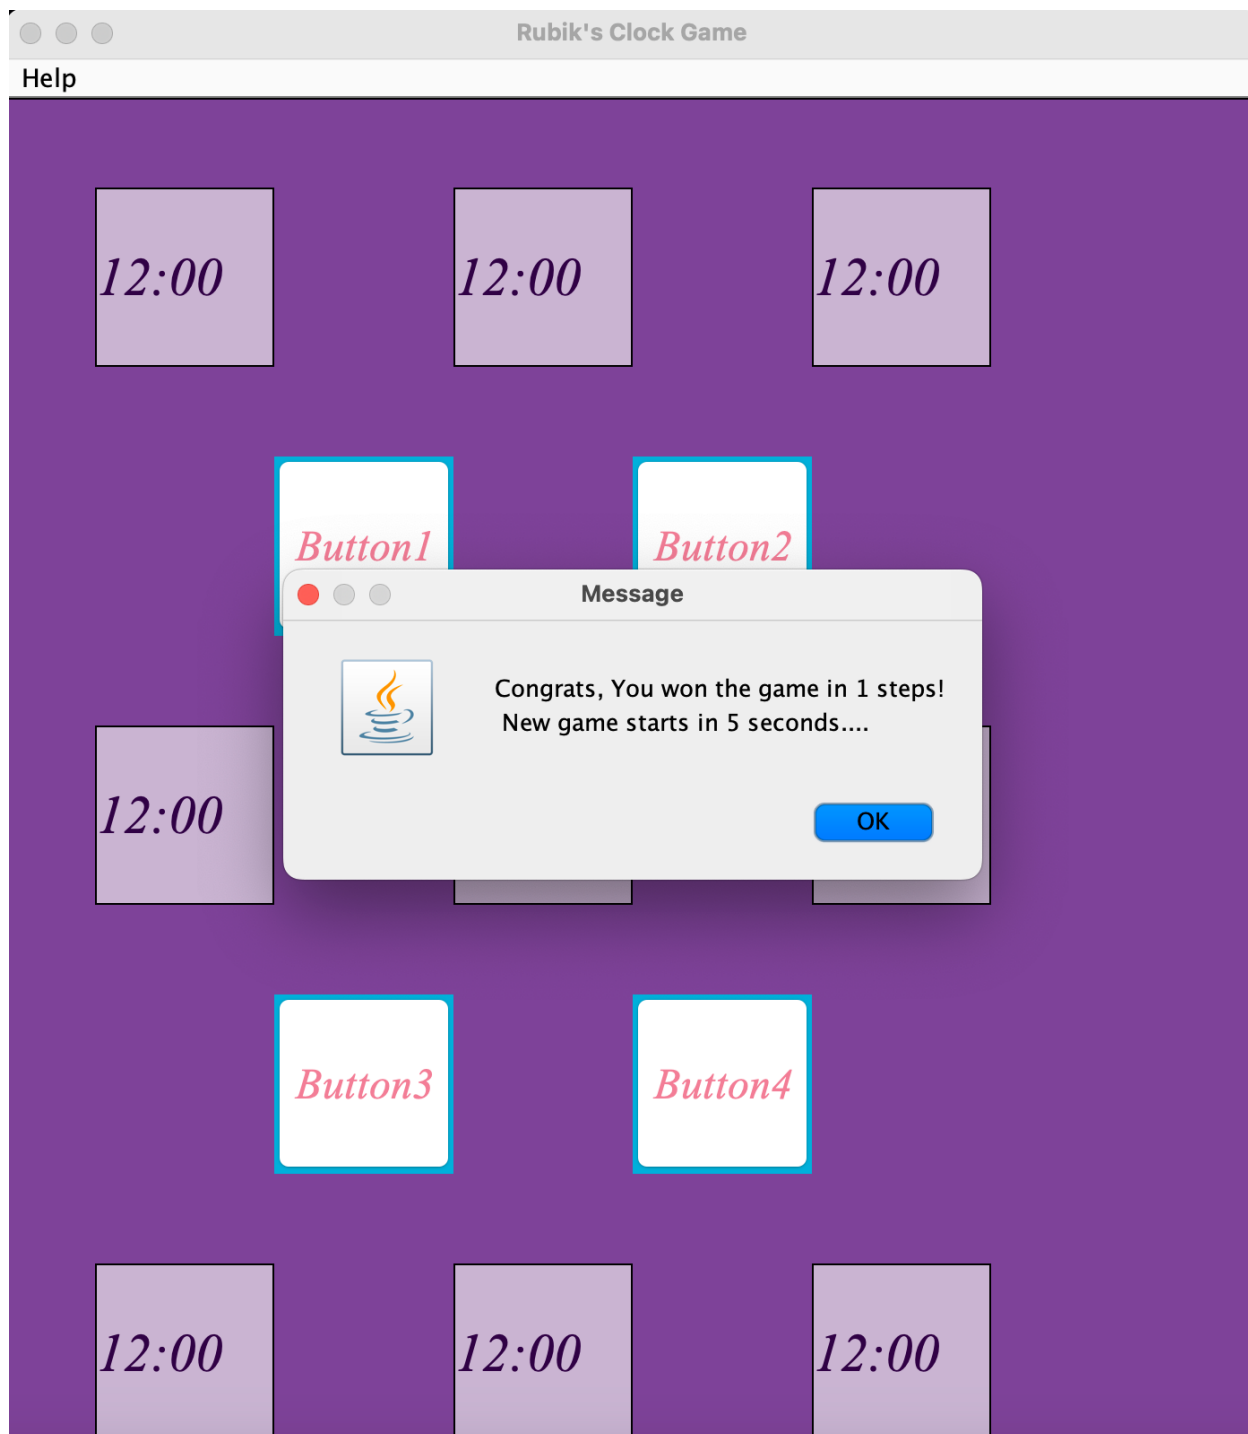 Rubik's Clock Game
Help
12:00 12:00 12:00
Button1 Button2
Message
Congrats, You won the game in 1 steps!
New game starts in 5 seconds....
12:00
OK
Button3 Button4
12:00 12:00 12:00